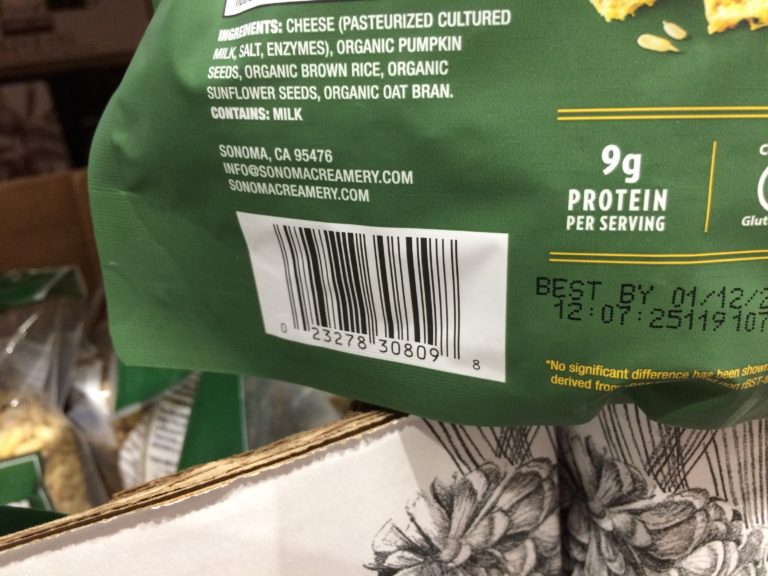 INGREDIENTS: CHEESE (PASTEURIZED CULTURED
MILK, SALT, ENZYMES), ORGANIC PUMPKIN
SEEDS, ORGANIC BROWN RICE, ORGANIC
SUNFLOWER SEEDS, ORGANIC OAT BRAN.
CONTAINS: MILK
SONOMA, CA 95476
INFO@SONOMACREAMERY.COM
SONOMACREAMERY.COM
0 23278 30809 8
9g
PROTEIN
PER SERVING
BEST BY 01/12/2
12:07:25119107
*No significant difference has been shown
derived from